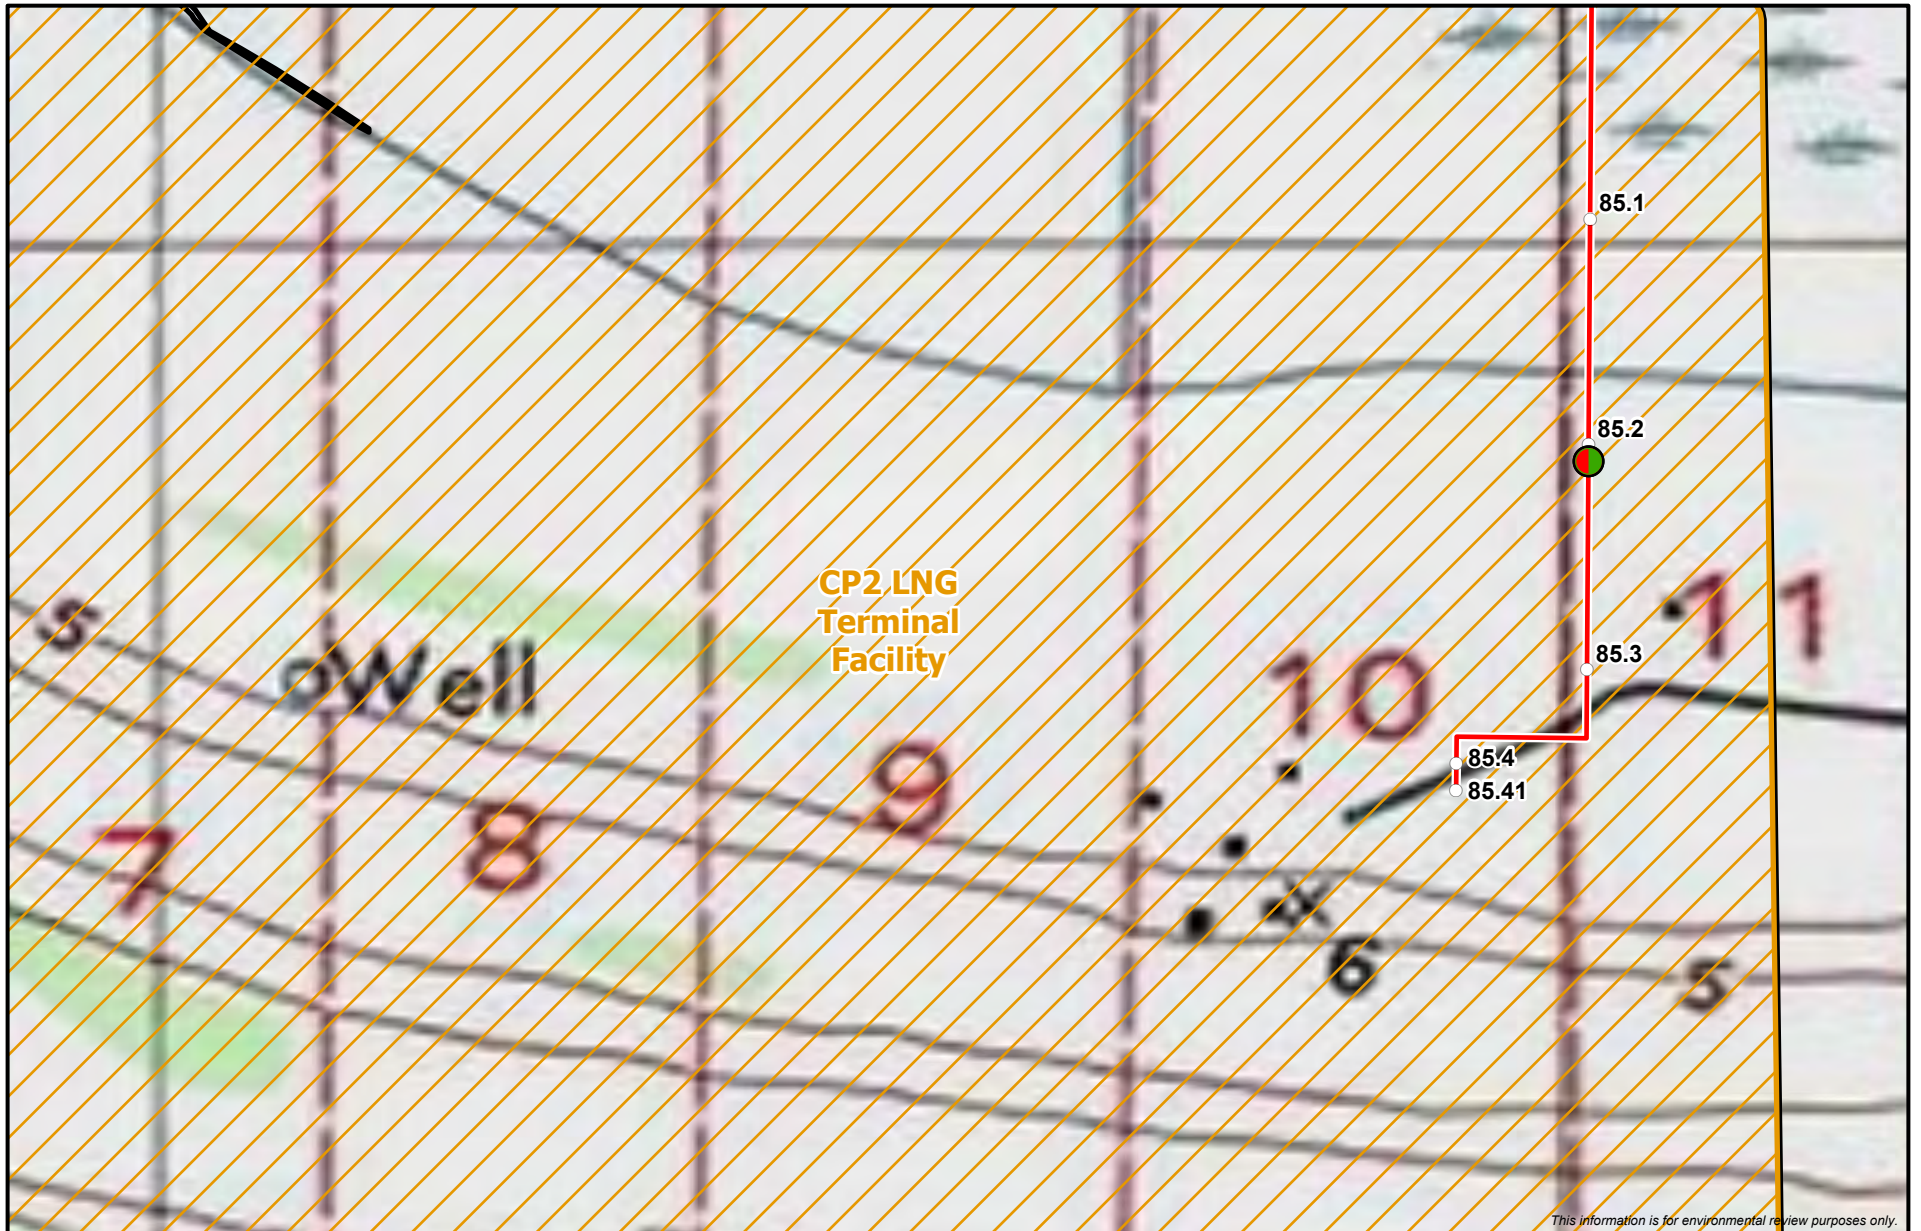 85.1
85.2
CP2 LNG
Terminal
Facility
5
Well
10
11
85.3
9
85.4
85.41
7
8
6
5
This information is for environmental review purposes only.